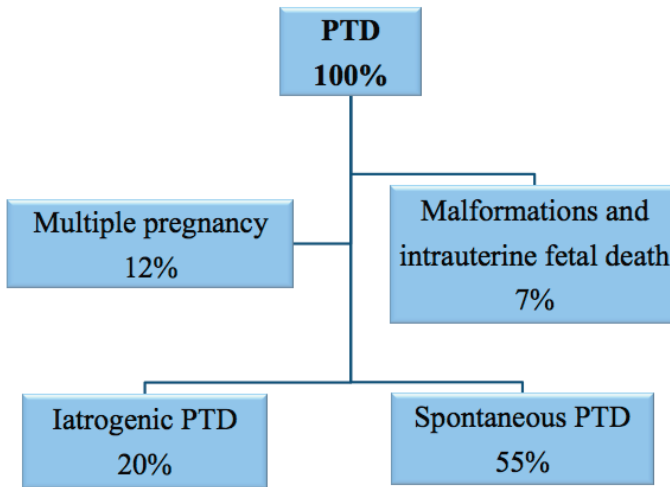 PTD
100%
Multiple pregnancy
12%
Malformations and
intrauterine fetal death
7%
Iatrogenic PTD
20%
Spontaneous PTD
55%